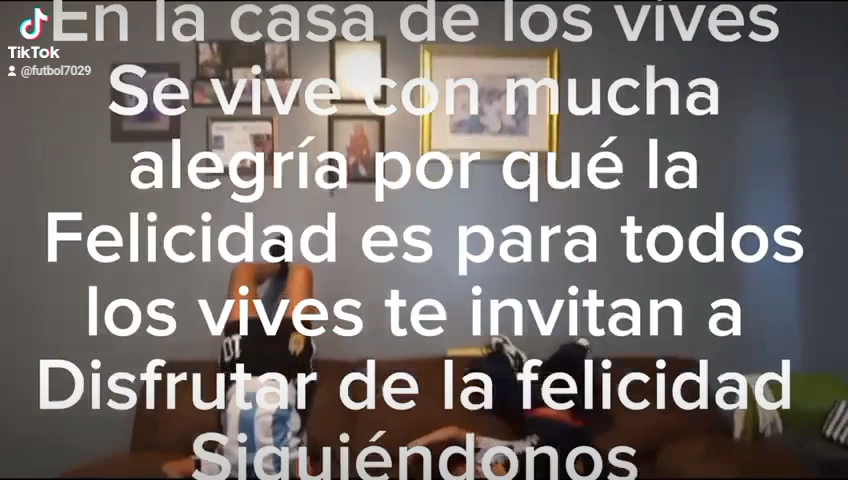 En la casa de los vives
TikTok
@futbol7029
Se vive con mucha
alegría por qué la
Felicidad es para todos
los vives te invitan a
Disfrutar de la felicidad
Siguiéndonos
DT